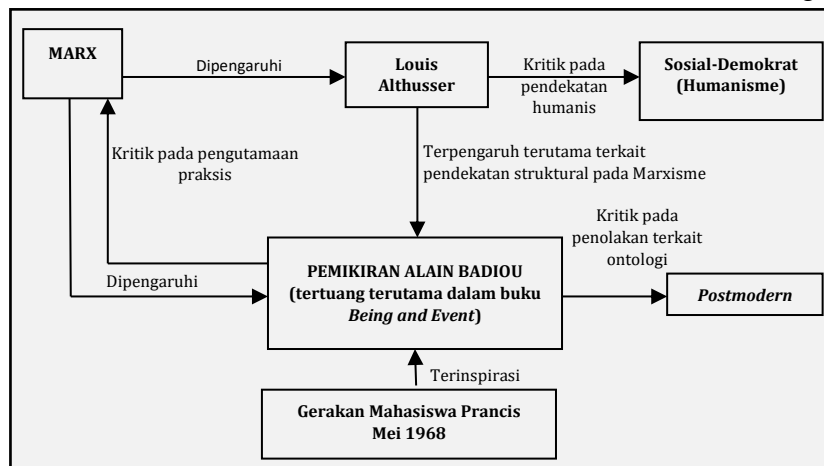 MARX
Dipengaruhi
Louis
Althusser
Kritik pada
pendekatan
humanis
Sosial-Demokrat
(Humanisme)
Kritik pada pengutamaan
praksis
Terpengaruh terutama terkait
pendekatan struktural pada Marxisme
Kritik pada
penolakan terkait
ontologi
Dipengaruhi
PEMIKIRAN ALAIN BADIOU
(tertuang terutama dalam buku
Being and Event)
Postmodern
Terinspirasi
Gerakan Mahasiswa Prancis
Mei 1968